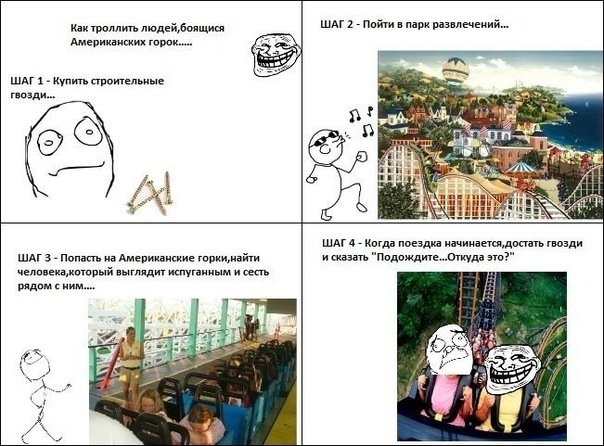 Как троллить людей,боящися
Американских горок.....
ШАГ 1 - Купить строительные
гвозди...
ШАГ 2 - Пойти в парк развлечений...
ШАГ 3 - Попасть на Американские горки,найти
человека,который выглядит испуганным и сесть
рядом с ним....
ШАГ 4 - Когда поездка начинается,достать гвозди
и сказать "Подождите...Откуда это?"